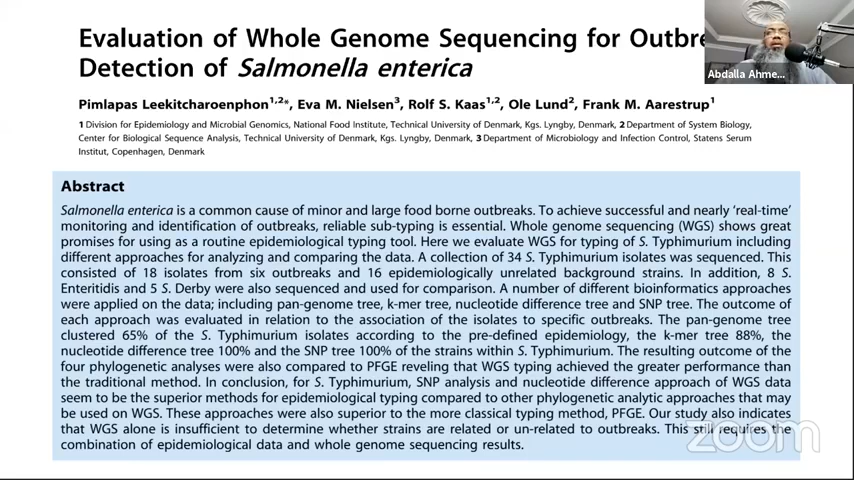 Evaluation of Whole Genome Sequencing for Outbre
Detection of Salmonella enterica
Abdalla Ahme...
Pimlapas Leekitcharoenphon1,2*, Eva M. Nielsen3, Rolf S. Kaas1,2, Ole Lund2, Frank M. Aarestrup1
1 Division for Epidemiology and Microbial Genomics, National Food Institute, Technical University of Denmark, Kgs. Lyngby, Denmark, 2 Department of System Biology,
Center for Biological Sequence Analysis, Technical University of Denmark, Kgs. Lyngby, Denmark, 3 Department of Microbiology and Infection Control, Statens Serum
Institut, Copenhagen, Denmark
Abstract
Salmonella enterica is a common cause of minor and large food borne outbreaks. To achieve successful and nearly 'real-time'
monitoring and identification of outbreaks, reliable sub-typing is essential. Whole genome sequencing (WGS) shows great
promises for using as a routine epidemiological typing tool. Here we evaluate WGS for typing of S. Typhimurium including
different approaches for analyzing and comparing the data. A collection of 34 S. Typhimurium isolates was sequenced. This
consisted of 18 isolates from six outbreaks and 16 epidemiologically unrelated background strains. In addition, 8 S.
Enteritidis and 5 S. Derby were also sequenced and used for comparison. A number of different bioinformatics approaches
were applied on the data; including pan-genome tree, k-mer tree, nucleotide difference tree and SNP tree. The outcome of
each approach was evaluated in relation to the association of the isolates to specific outbreaks. The pan-genome tree
clustered 65% of the S. Typhimurium isolates according to the pre-defined epidemiology, the k-mer tree 88%, the
nucleotide difference tree 100% and the SNP tree 100% of the strains within S. Typhimurium. The resulting outcome of the
four phylogenetic analyses were also compared to PFGE reveling that WGS typing achieved the greater performance than
the traditional method. In conclusion, for S. Typhimurium, SNP analysis and nucleotide difference approach of WGS data
seem to be the superior methods for epidemiological typing compared to other phylogenetic analytic approaches that may
be used on WGS. These approaches were also superior to the more classical typing method, PFGE. Our study also indicates
that WGS alone is insufficient to determine whether strains are related or un-related to outbreaks. This still requires the
combination of epidemiological data and whole genome sequencing results.
zoom